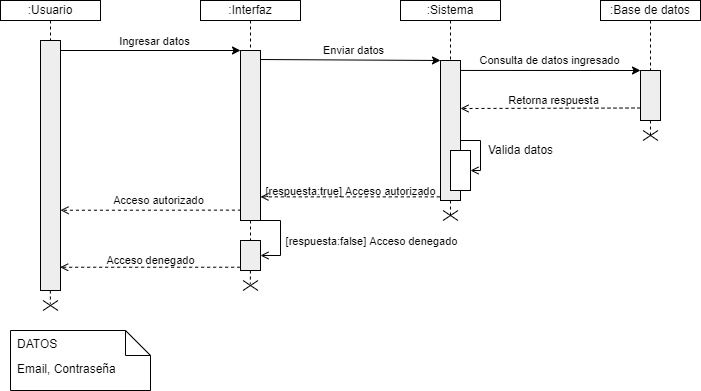 :Usuario
:Interfaz
:Sistema
:Base de datos
Ingresar datos
Enviar datos
Consulta de datos ingresado
Retorna respuesta
Valida datos
[respuesta:true] Acceso autorizado
Acceso autorizado
[respuesta:false] Acceso denegado
Acceso denegado
DATOS
Email, Contraseña